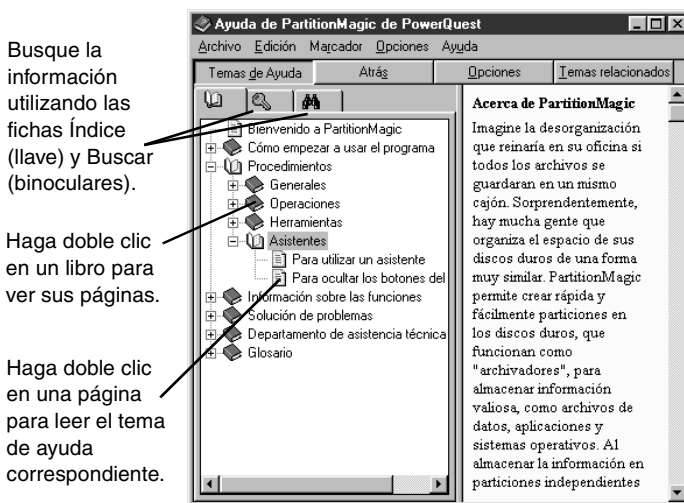 Busque la
información
utilizando las
fichas Índice
(llave) y Buscar
(binoculares).
Haga doble clic
en un libro para
ver sus páginas.
Haga doble clic
en una página
para leer el tema
de ayuda
correspondiente.
Ayuda de PartitionMagic de PowerQuest
Archivo Edición Marcador Opciones Ayuda
Temas de Ayuda Atrás Opciones Temas relacionados
Bienvenido a PartitionMagic
Cómo empezar a usar el programa
Procedimientos
Generales
Operaciones
Herramientas
Asistentes
Para utilizar un asistente
Para ocultar los botones del
Información sobre las funciones
Solución de problemas
Departamento de asistencia técnica
Glosario
Acerca de PartitionMagic
Imagine la desorganización
que reinaría en su oficina si
todos los archivos se
guardaran en un mismo
cajón. Sorprendentemente,
hay mucha gente que
organiza el espacio de sus
discos duros de una forma
muy similar. PartitionMagic
permite crear rápida y
fácilmente particiones en
los discos duros, que
funcionan como
"archivadores", para
almacenar información
valiosa, como archivos de
datos, aplicaciones y
sistemas operativos. Al
almacenar la información en
particiones independientes